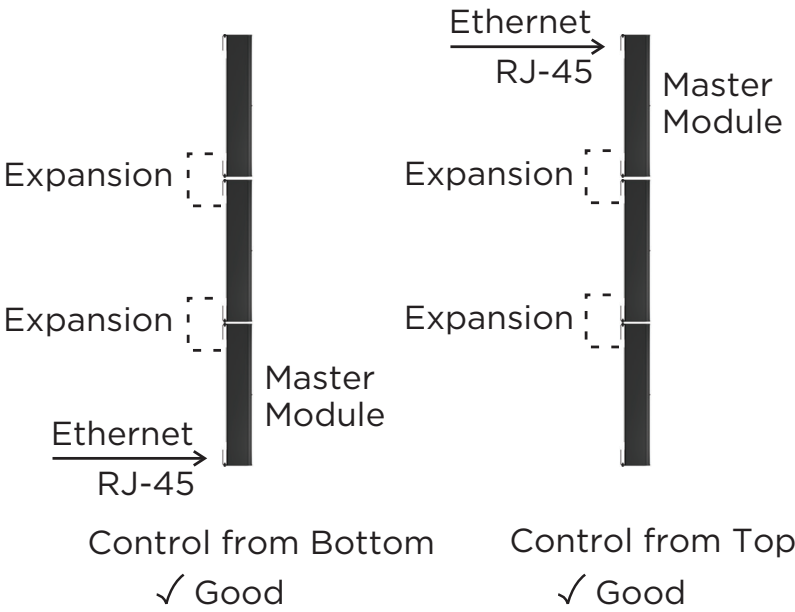 Expansion
Expansion
Master
Module
Ethernet
RJ-45
Control from Bottom
✓ Good
Ethernet
RJ-45
Master
Module
Expansion
Expansion
Control from Top
✓ Good